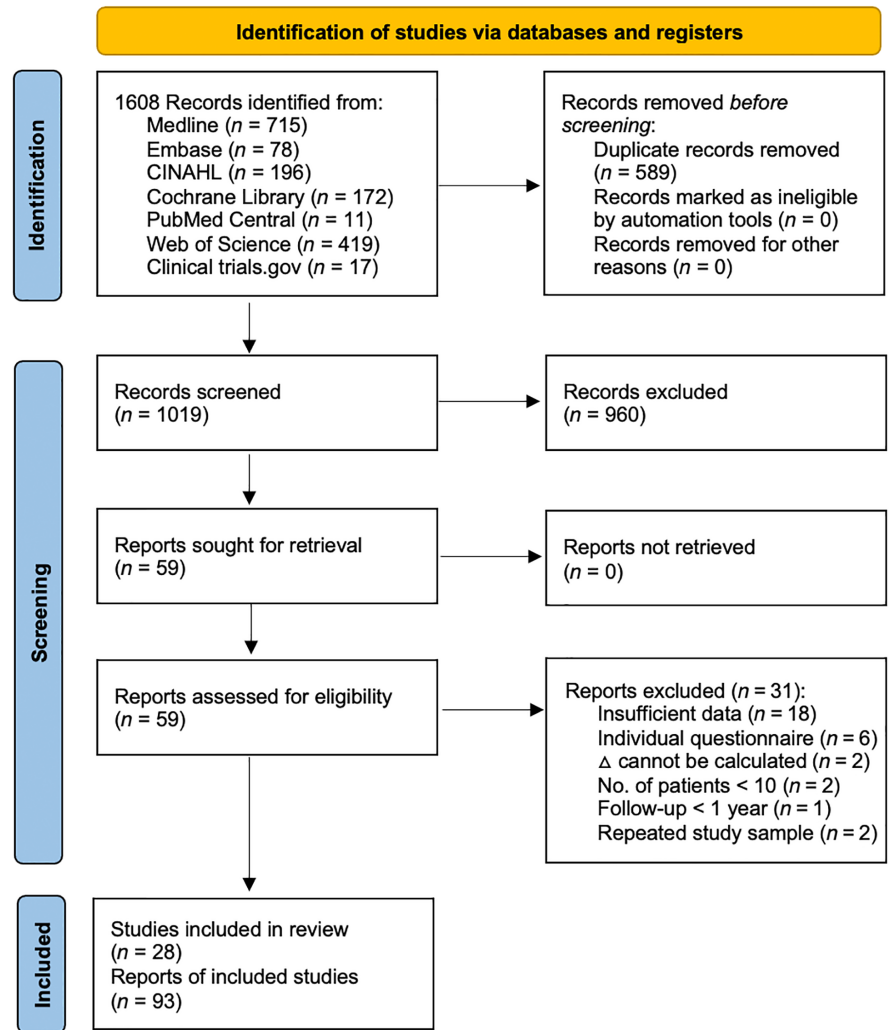 Identification of studies via databases and registers
Identification
1608 Records identified from:
Medline (n = 715)
Embase (n = 78)
CINAHL (n = 196)
Cochrane Library (n = 172)
PubMed Central (n = 11)
Web of Science (n = 419)
Clinical trials.gov (n = 17)
Records removed before
screening:
Duplicate records removed
(n = 589)
Records marked as ineligible
by automation tools (n = 0)
Records removed for other
reasons (n = 0)
Screening
Records screened
(n = 1019)
Records excluded
(n = 960)
Reports sought for retrieval
(n = 59)
Reports not retrieved
(n = 0)
Reports assessed for eligibility
(n = 59)
Reports excluded (n = 31):
Insufficient data (n = 18)
Individual questionnaire (n = 6)
Δ cannot be calculated (n = 2)
No. of patients < 10 (n = 2)
Follow-up < 1 year (n = 1)
Repeated study sample (n = 2)
Included
Studies included in review
(n = 28)
Reports of included studies
(n = 93)